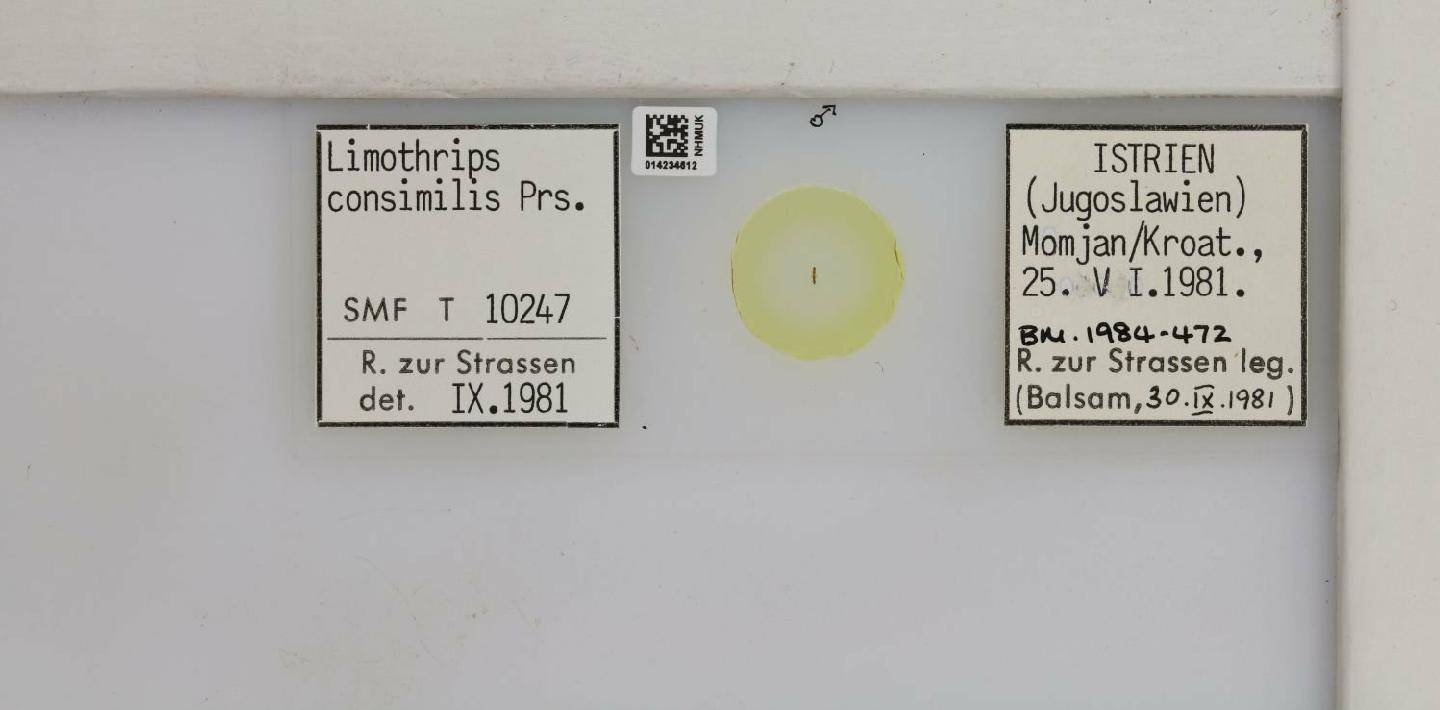 Limothrips
consimilis Prs.
SMF T 10247
R. zur Strassen
det. IX.1981
NHMUK
014234612
♂
ISTRIEN
(Jugoslawien)
Momjan/Kroat.,
25. V I.1981.
BM. 1984-472
R. zur Strassen leg.
(Balsam, 30.IX.1981)